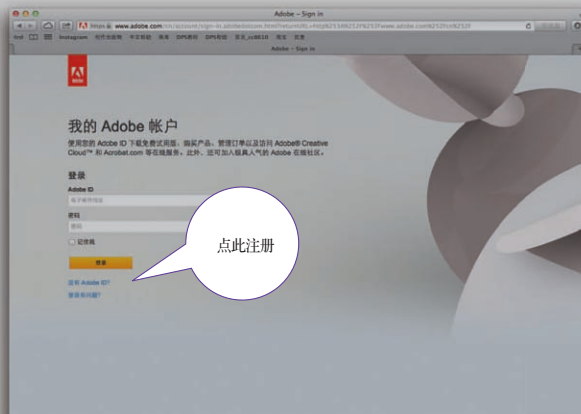 Adobe – Sign in
www.adobe.com
Instagram
Adobe – Sign in
Adobe
我的 Adobe 帐户
使用您的 Adobe ID 下载免费试用版、购买产品、管理订单以及访问 Adobe® Creative
Cloud™ 和 Acrobat.com 等在线服务。此外，还可加入极具人气的 Adobe 在线社区。
登录
Adobe ID
电子邮件地址
密码
密码
记住我
登录
没有 Adobe ID?
登录有问题?
点此注册